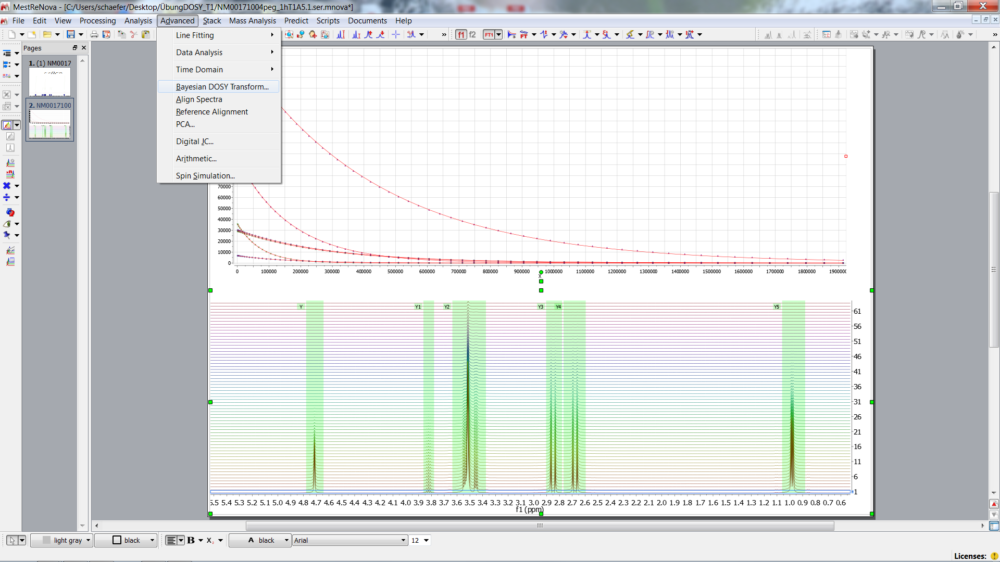 MestReNova - [C:/Users/schaefer/Desktop/ÜbungDOSY_T1/NM00171004peg_1hT1A5.1.ser.mnova*]
File Edit View Processing Analysis Advanced Stack Mass Analysis Predict Scripts Documents Help
» f1 f2 FT1 FT »
Pages
1. (1) NM0017
2. NM0017100
Line Fitting
Data Analysis
Time Domain
Bayesian DOSY Transform...
Align Spectra
Reference Alignment
PCA...
Digital JC...
Arithmetic...
Spin Simulation...
70000
60000
50000
40000
30000
20000
10000
0
0 100000 200000 300000 400000 500000 600000 700000 800000 900000 1000000 1100000 1200000 1300000 1400000 1500000 1600000 1700000 1800000 1900000
X
Y Y1 Y2 Y3 Y4 Y5
61
56
51
46
41
36
31
26
21
16
11
6
1
5.5 5.4 5.3 5.2 5.1 5.0 4.9 4.8 4.7 4.6 4.5 4.4 4.3 4.2 4.1 4.0 3.9 3.8 3.7 3.6 3.5 3.4 3.3 3.2 3.1 3.0 2.9 2.8 2.7 2.6 2.5 2.4 2.3 2.2 2.1 2.0 1.9 1.8 1.7 1.6 1.5 1.4 1.3 1.2 1.1 1.0 0.9 0.8 0.7 0.6
f1 (ppm)
light gray black B X₂ A black Arial 12
Licenses: